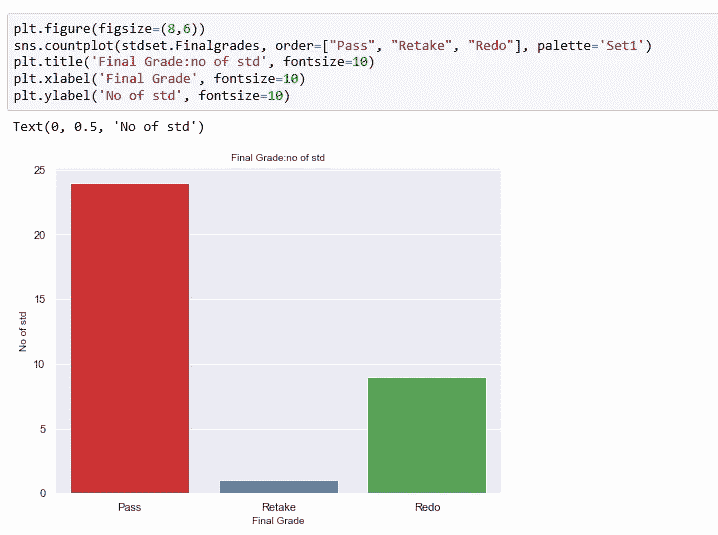 plt.figure(figsize=(8,6))
sns.countplot(stdset.Finalgrades, order=["Pass", "Retake", "Redo"], palette='Set1')
plt.title('Final Grade:no of std', fontsize=10)
plt.xlabel('Final Grade', fontsize=10)
plt.ylabel('No of std', fontsize=10)
Text(0, 0.5, 'No of std')
Final Grade:no of std
25
20
15
10
5
0
No of std
Pass Retake Redo
Final Grade